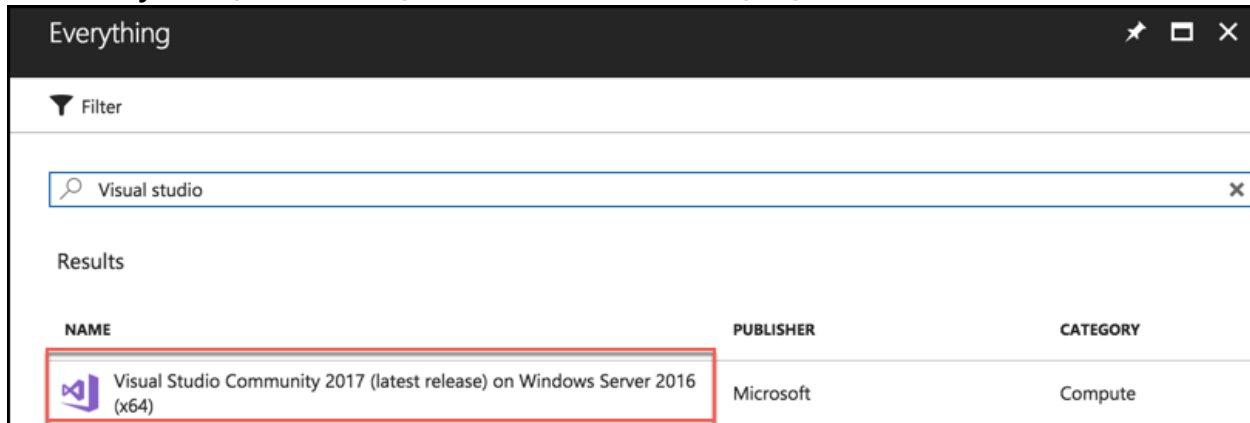 Everything
Filter
Visual studio
Results
NAME PUBLISHER CATEGORY
Visual Studio Community 2017 (latest release) on Windows Server 2016
(x64) Microsoft Compute